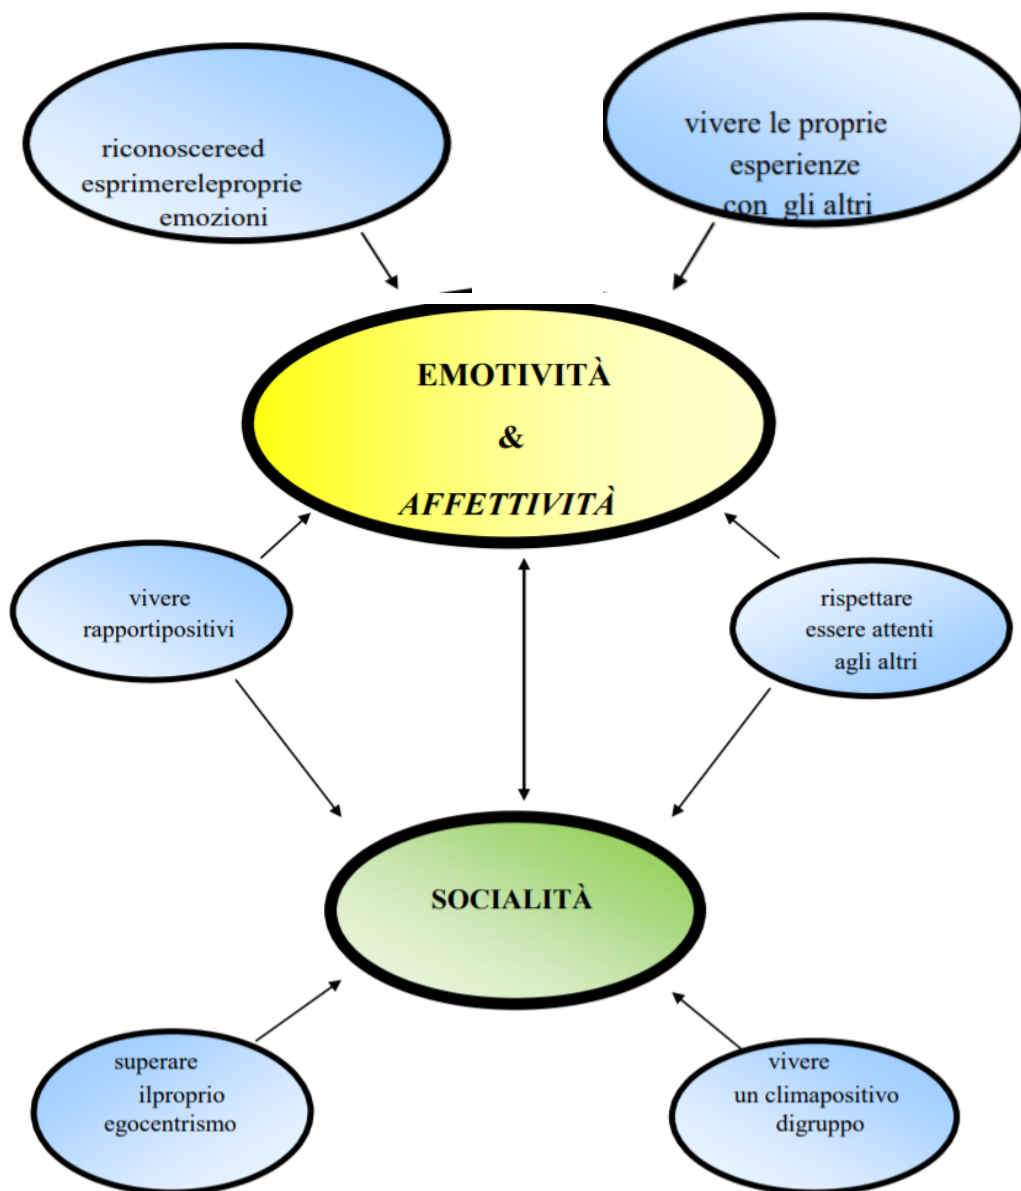 riconoscereed
esprimereleproprie
emozioni
vivere le proprie
esperienze
con gli altri
EMOTIVITÀ
&
AFFETTIVITÀ
vivere
rapportipositivi
rispettare
essere attenti
agli altri
SOCIALITÀ
superare
ilproprio
egocentrismo
vivere
un climapositivo
digruppo